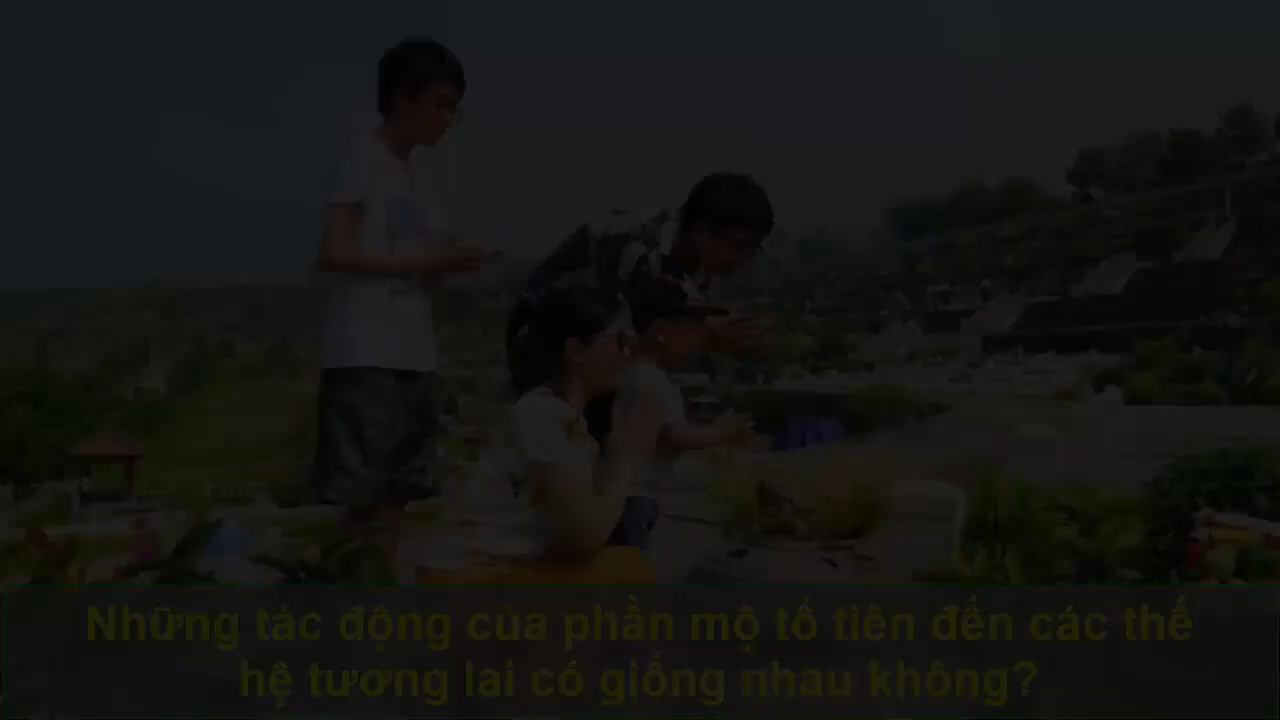 Những tác động của phần mộ tổ tiên đến các thế
hệ tương lai có giống nhau không?